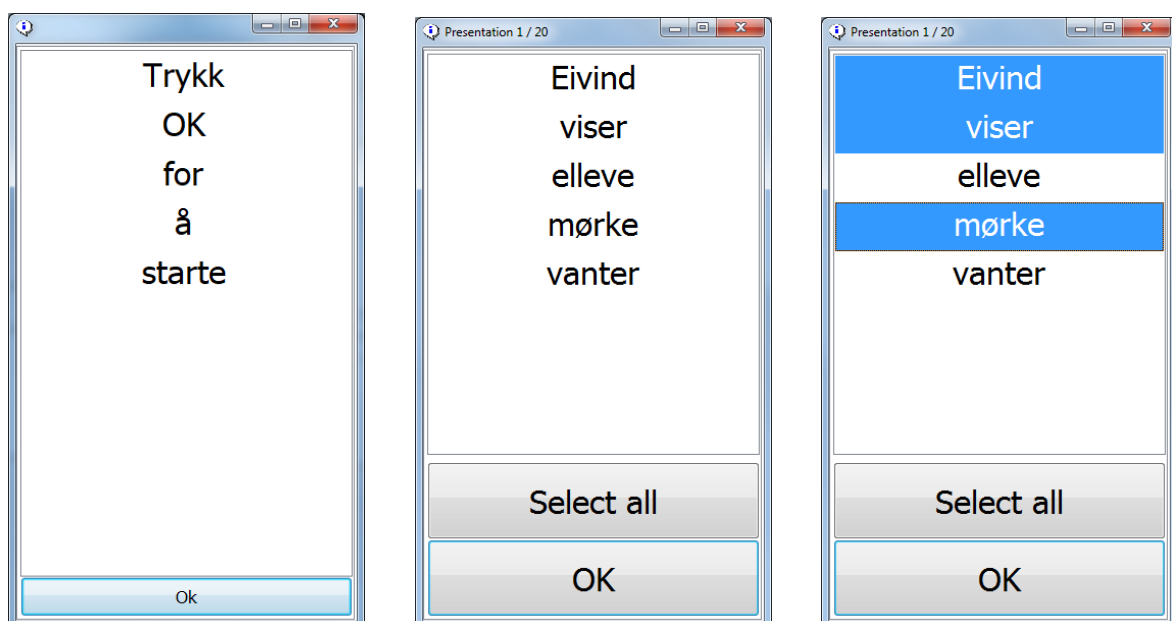 Trykk
OK
for
å
starte
Ok
Presentation 1 / 20
Eivind
viser
elleve
mørke
vanter
Select all
OK
Presentation 1 / 20
Eivind
viser
elleve
mørke
vanter
Select all
OK